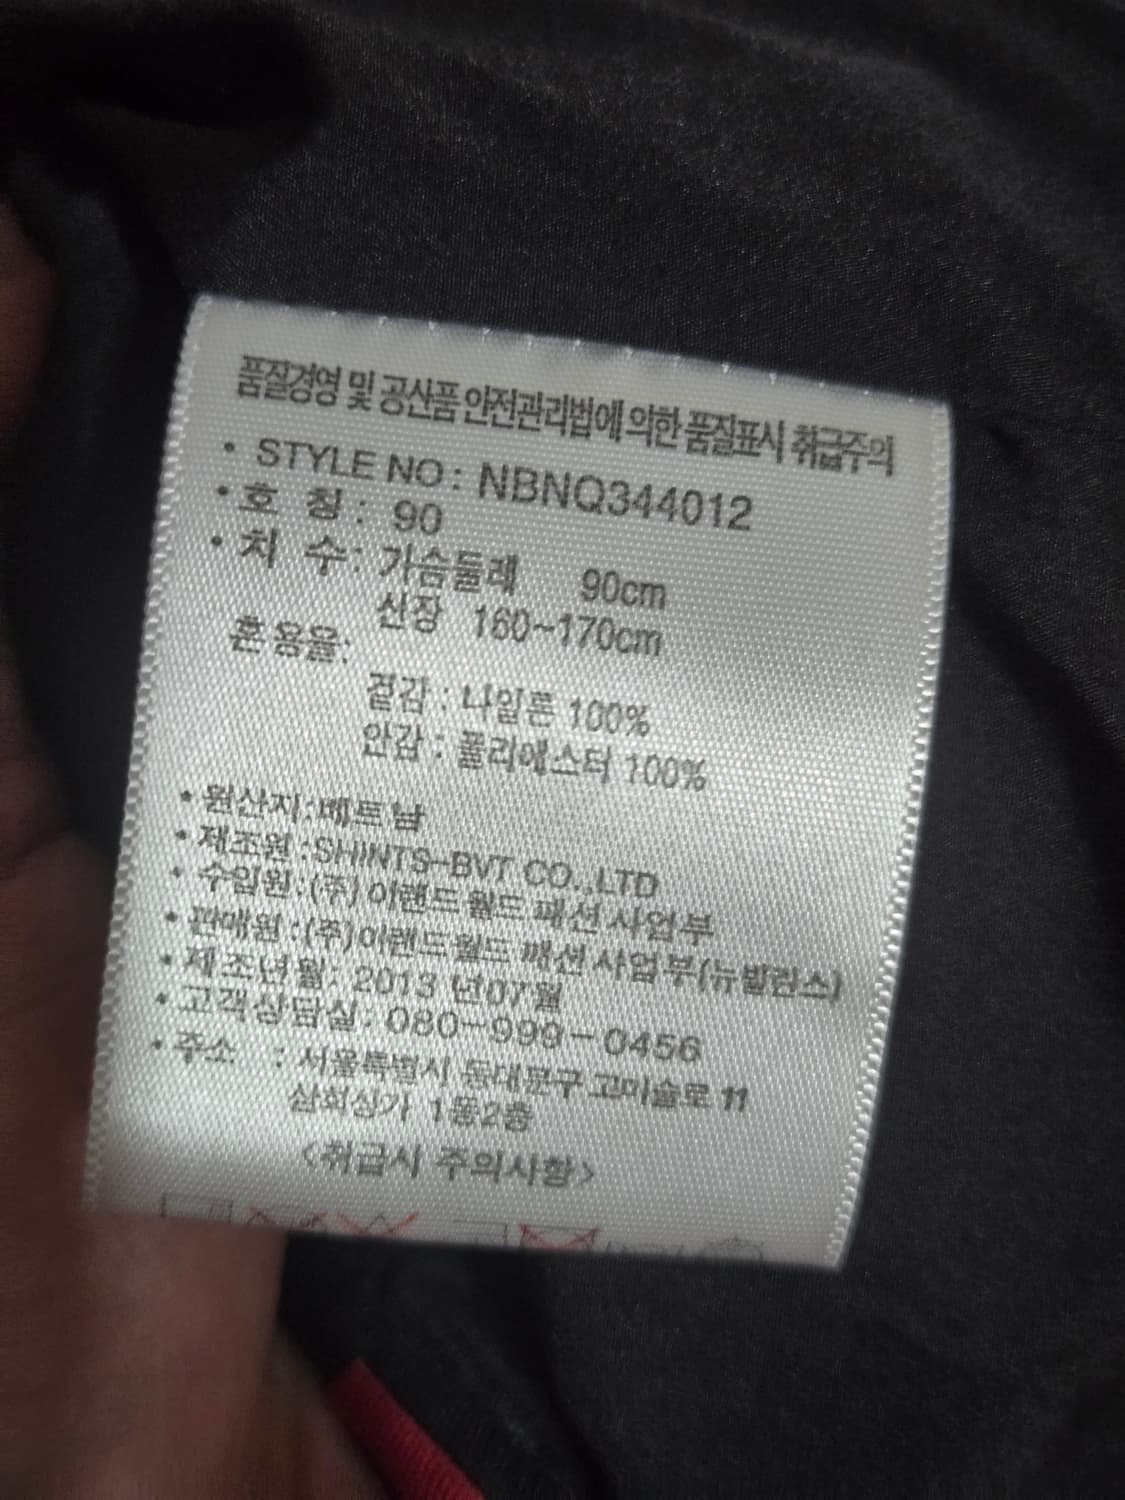 품질경영 및 공산품 안전관리법에 의한 품질표시 취급주의
• STYLE NO : NBNQ344012
• 호 칭 : 90
• 치 수 : 가슴둘레 90cm
신장 160~170cm
혼용율:
겉감 : 나일론 100%
안감 : 폴리에스터 100%
• 원산지:베트남
• 제조원 :SHINTS-BVT CO.,LTD
• 수입원:(주) 이랜드 월드 패션 사업부
• 판매원 :(주)이랜드월드 패션 사업부(뉴발란스)
• 제조년월: 2013 년07월
• 고객상담실: 080-999-0456
• 주소 : 서울특별시 동대문구 고미술로 11
삼희상가 1동2층
<취급시 주의사항>